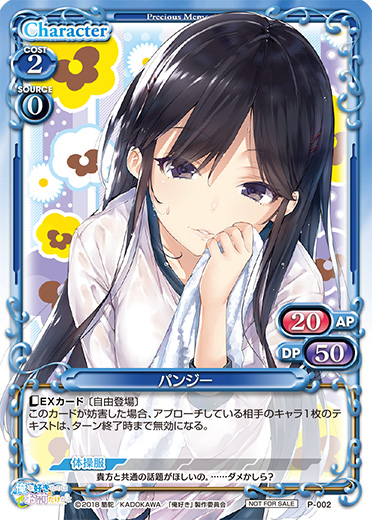 Precious Memo
Character
COST
2
SOURCE
0
20 AP
DP 50
パンジー
EXカード〔自由登場〕
このカードが妨害した場合、アプローチしている相手のキャラ1枚のテ
キストは、ターン終了時まで無効になる。
体操服
貴方と共通の話題がほしいの。……ダメかしら?
©2018 駱駝/KADOKAWA/「俺好き」製作委員会
NOT FOR SALE
P-002